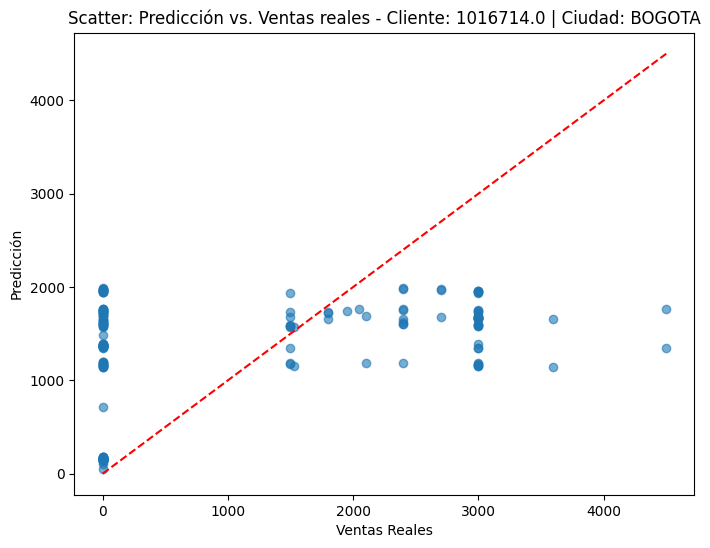 Scatter: Predicción vs. Ventas reales - Cliente: 1016714.0 | Ciudad: BOGOTA
4000
3000
2000
1000
0
Predicción
0 1000 2000 3000 4000
Ventas Reales